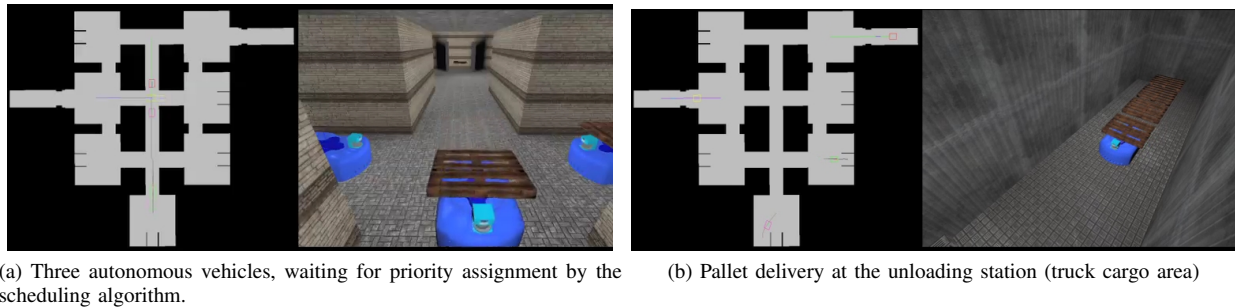 (a) Three autonomous vehicles, waiting for priority assignment by the
scheduling algorithm.
(b) Pallet delivery at the unloading station (truck cargo area)